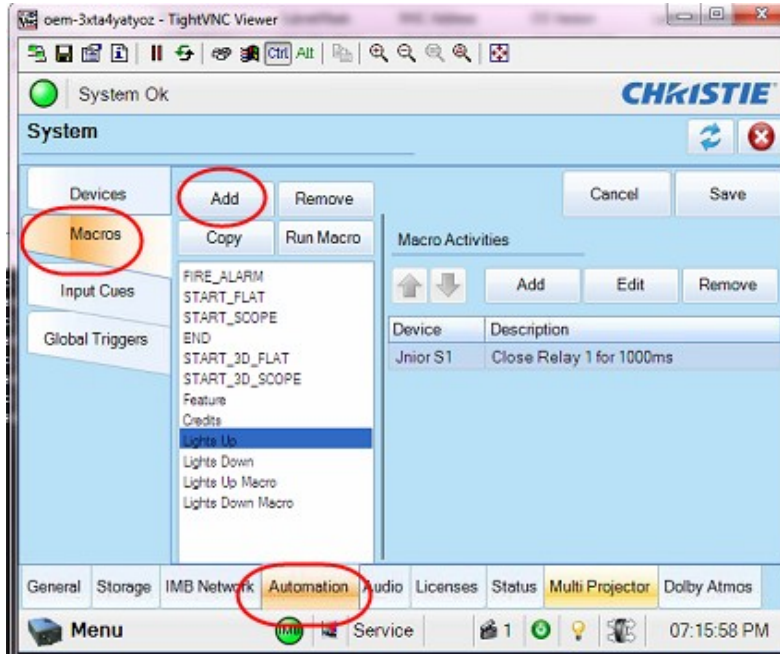 oem-3xta4yatyoz - TightVNC Viewer
Ctrl Alt
System Ok
CHRISTIE
System
Devices
Macros
Input Cues
Global Triggers
Add Remove
Copy Run Macro
FIRE_ALARM
START_FLAT
START_SCOPE
END
START_3D_FLAT
START_3D_SCOPE
Feature
Credits
Lights Up
Lights Down
Lights Up Macro
Lights Down Macro
Cancel Save
Macro Activities
Add Edit Remove
Device Description
Jnior S1 Close Relay 1 for 1000ms
General Storage IMB Network Automation Audio Licenses Status Multi Projector Dolby Atmos
Menu IMB Service 1 07:15:58 PM